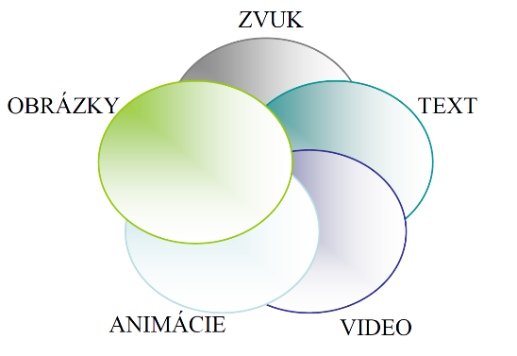 ZVUK
OBRÁZKY
TEXT
ANIMÁCIE
VIDEO